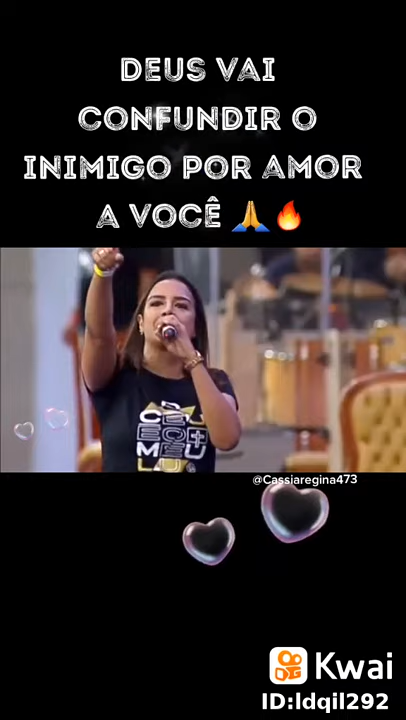 DEUS VAI
CONFUNDIR O
INIMIGO POR AMOR
A VOCÊ 🙏🔥
@Cassiaregina473
Kwai
ID:ldqil292